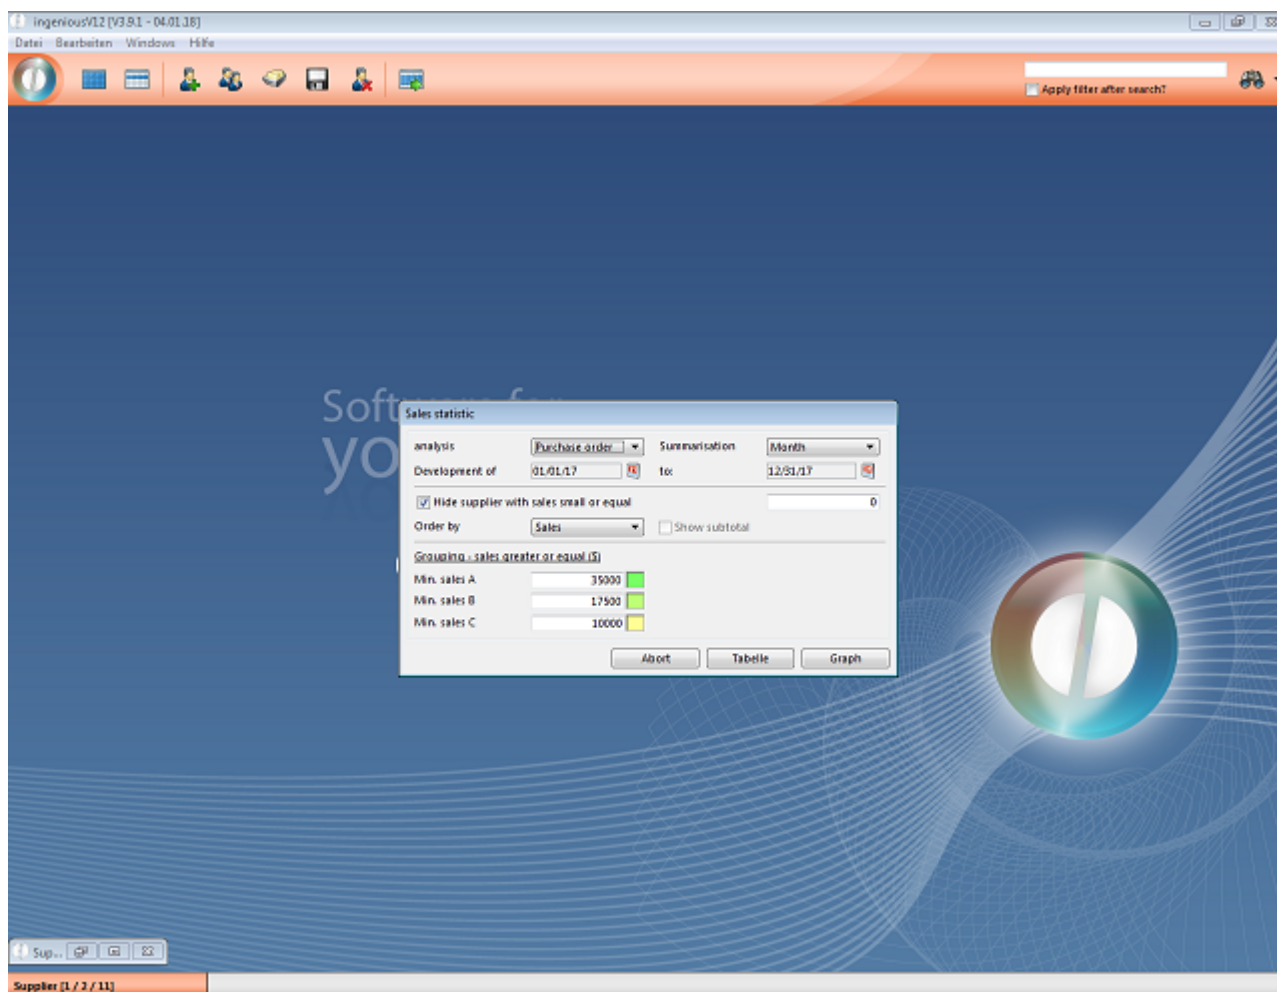 ingeniousV12 [V3.9.1 - 04.01.18]
Datei Bearbeiten Windows Hilfe
Apply filter after search?
Soft
yo
Sales statistic
analysis Purchase order Summarisation Month
Development of 01/01/17 to: 12/31/17
Hide supplier with sales small or equal 0
Order by Sales Show subtotal
Grouping - sales greater or equal ($)
Min. sales A 35000
Min. sales B 17500
Min. sales C 10000
Abort Tabelle Graph
Sup...
Supplier [1 / 2 / 11]